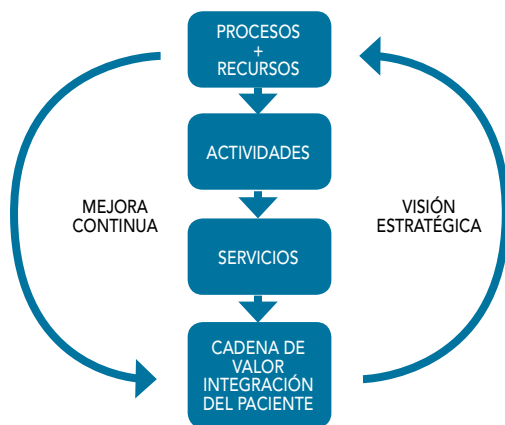 PROCESOS
+
RECURSOS
ACTIVIDADES
MEJORA
CONTINUA
VISIÓN
ESTRATÉGICA
SERVICIOS
CADENA DE
VALOR
INTEGRACIÓN
DEL PACIENTE